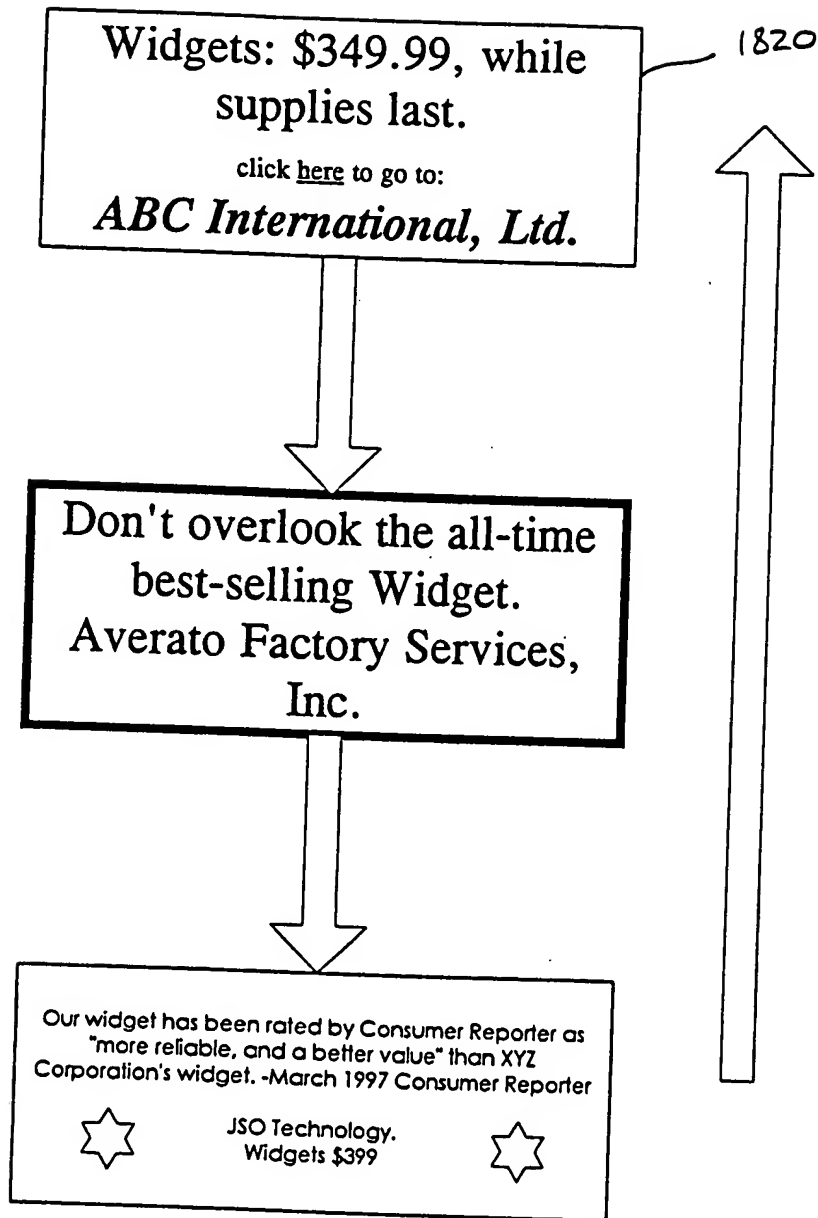 Widgets: $349.99, while
supplies last.
click here to go to:
ABC International, Ltd.
1820
Don't overlook the all-time
best-selling Widget.
Averato Factory Services,
Inc.
Our widget has been rated by Consumer Reporter as
"more reliable, and a better value" than XYZ
Corporation's widget. -March 1997 Consumer Reporter
JSO Technology.
Widgets $399